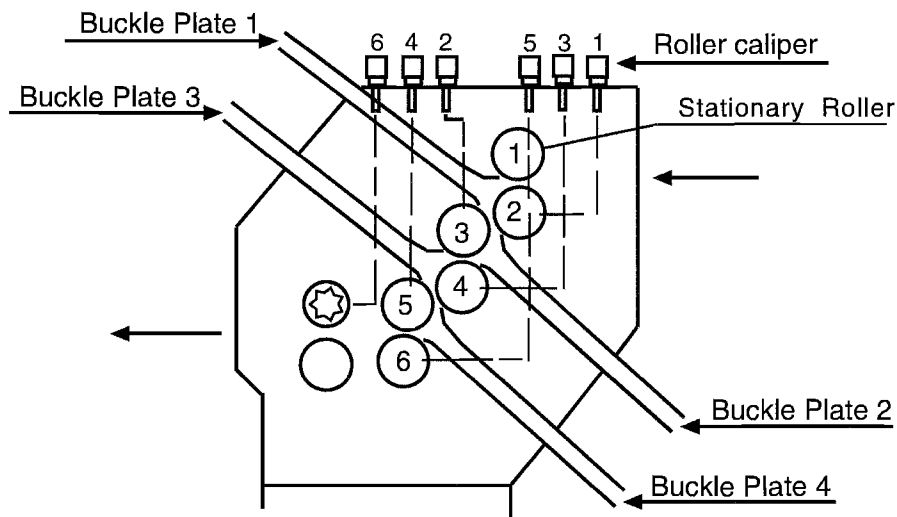 Buckle Plate 1
6 4 2 5 3 1
Roller caliper
Buckle Plate 3
Stationary Roller
1
2
3
4
5
6
Buckle Plate 2
Buckle Plate 4